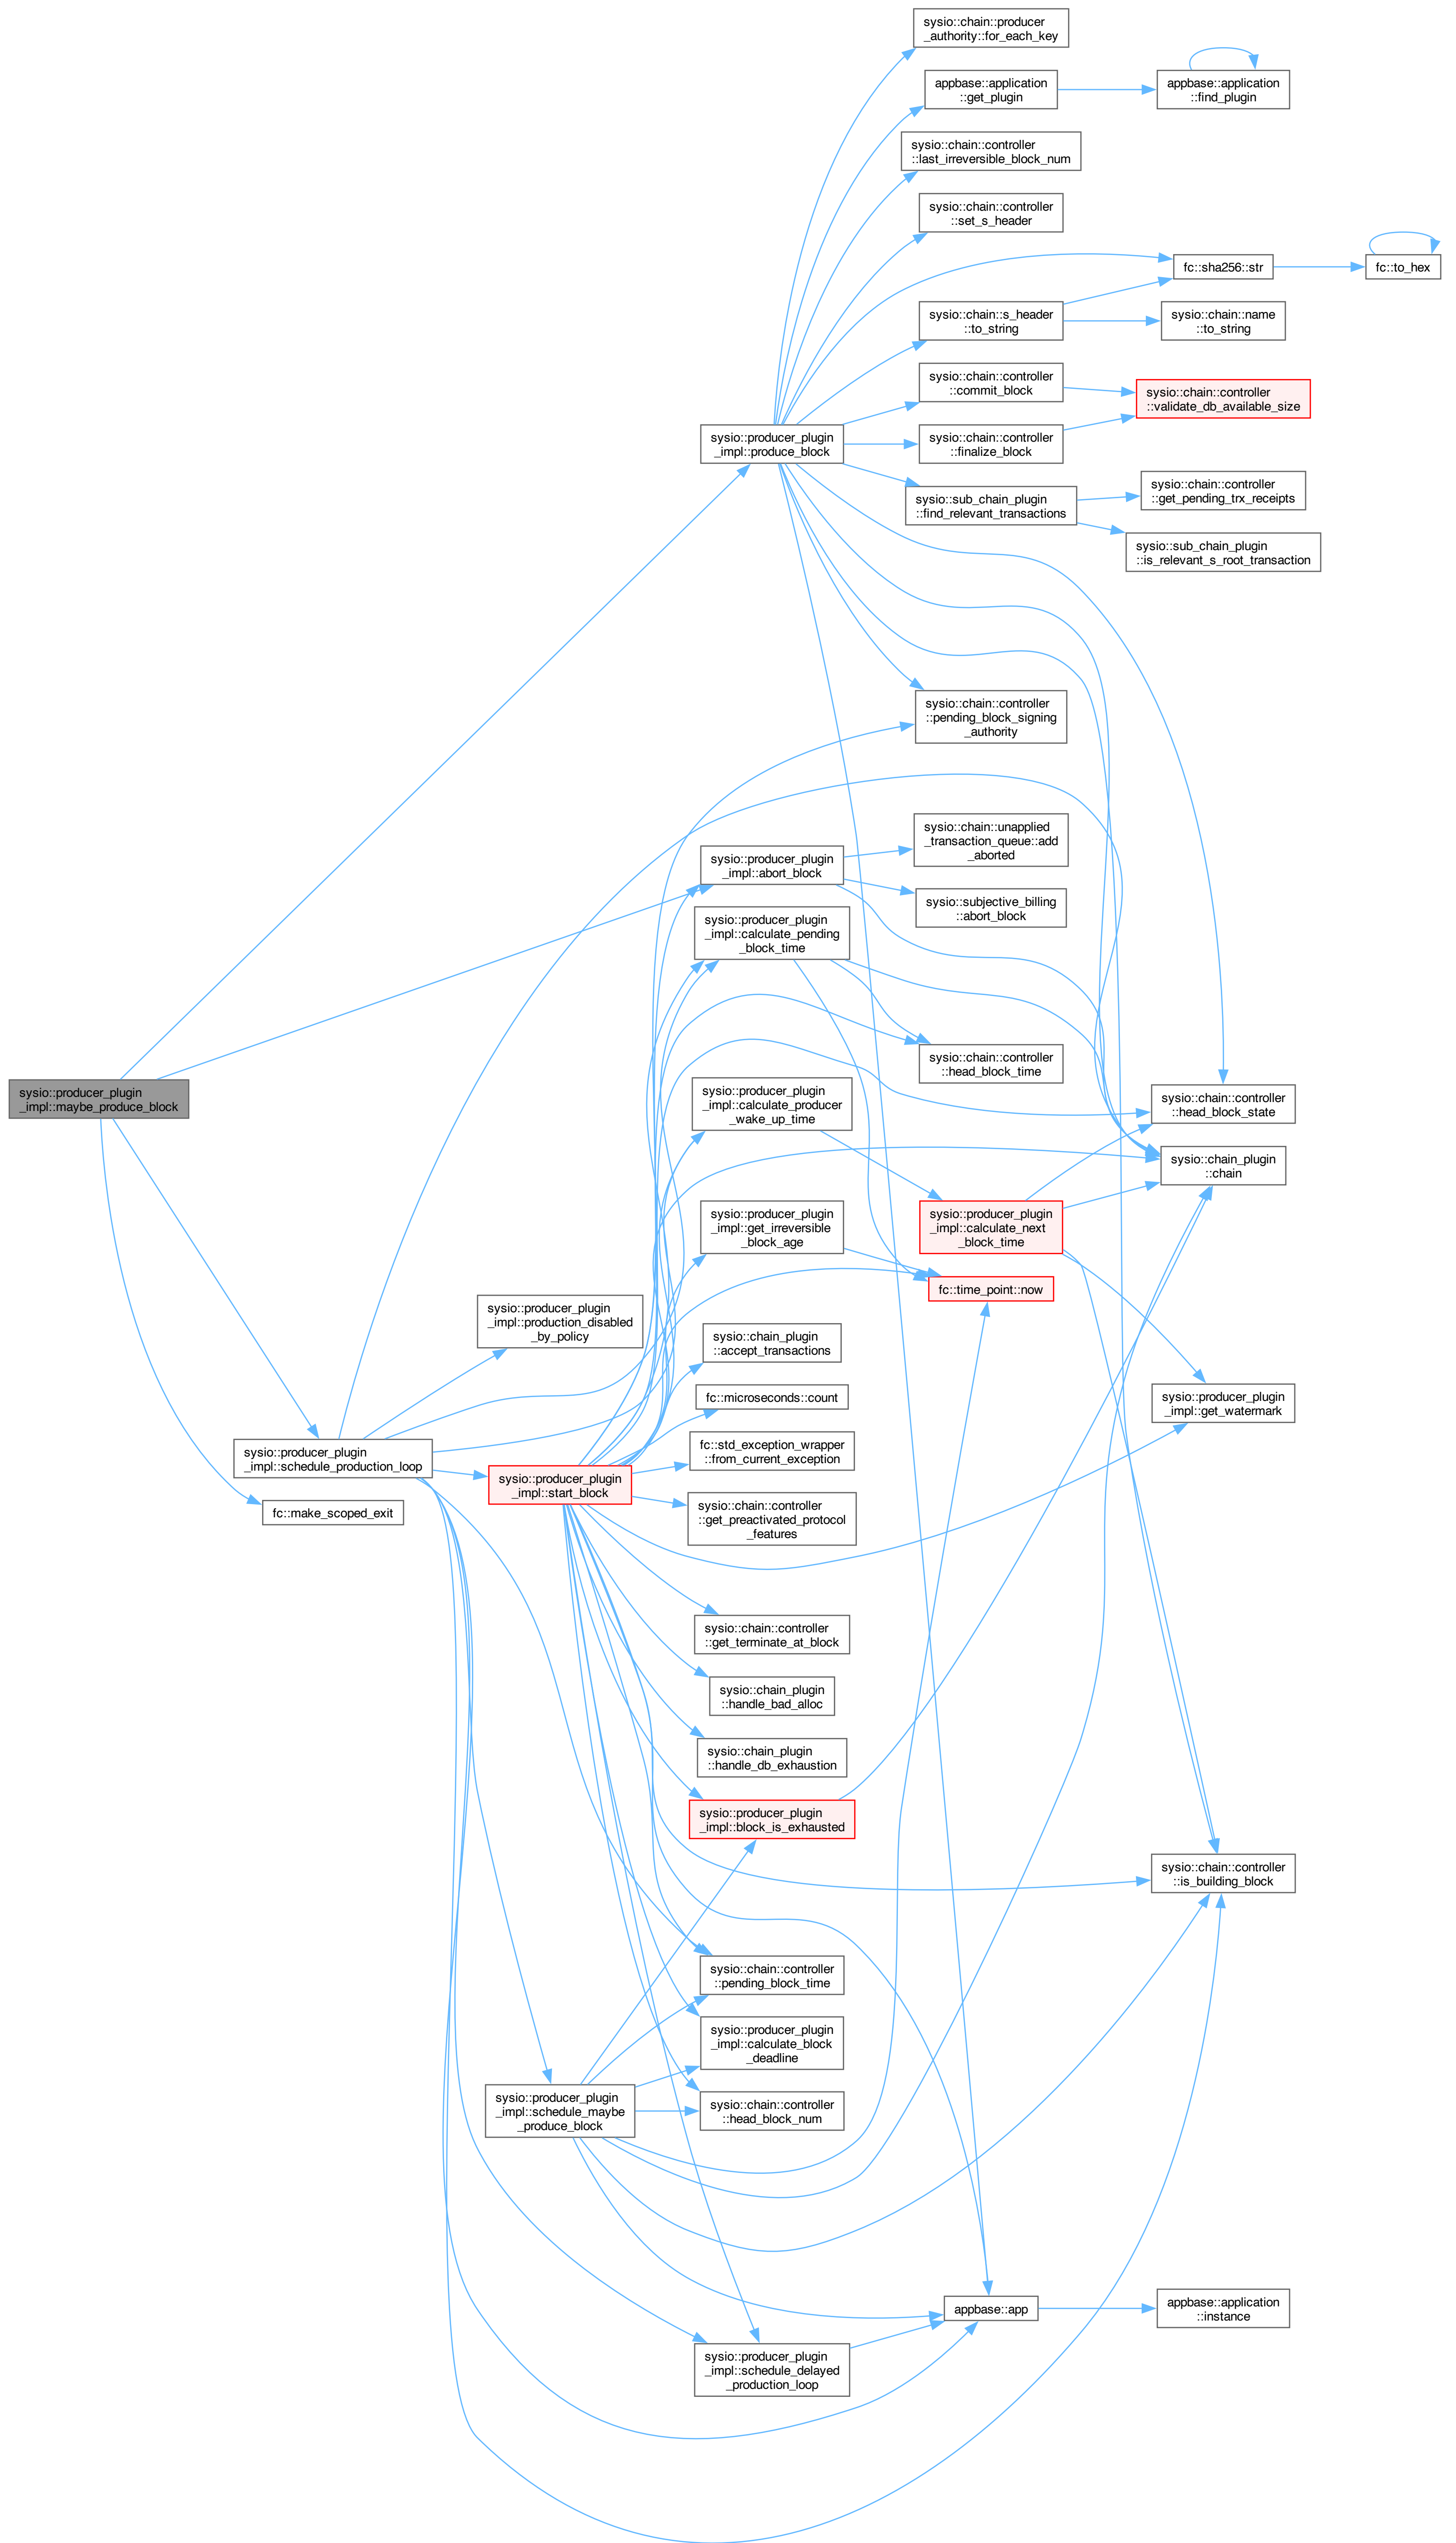 sysio::chain::producer
_authority::for_each_key
appbase::application
::get_plugin
appbase::application
::find_plugin
sysio::chain::controller
::last_irreversible_block_num
sysio::chain::controller
::set_s_header
fc::sha256::str
fc::to_hex
sysio::chain::s_header
::to_string
sysio::chain::name
::to_string
sysio::chain::controller
::commit_block
sysio::chain::controller
::validate_db_available_size
sysio::producer_plugin
_impl::produce_block
sysio::chain::controller
::finalize_block
sysio::sub_chain_plugin
::find_relevant_transactions
sysio::chain::controller
::get_pending_trx_receipts
sysio::sub_chain_plugin
::is_relevant_s_root_transaction
sysio::chain::controller
::pending_block_signing
_authority
sysio::chain::unapplied
_transaction_queue::add
_aborted
sysio::producer_plugin
_impl::abort_block
sysio::subjective_billing
::abort_block
sysio::producer_plugin
_impl::calculate_pending
_block_time
sysio::chain::controller
::head_block_time
sysio::producer_plugin
_impl::maybe_produce_block
sysio::producer_plugin
_impl::calculate_producer
_wake_up_time
sysio::chain::controller
::head_block_state
sysio::chain_plugin
::chain
sysio::producer_plugin
_impl::get_irreversible
_block_age
sysio::producer_plugin
_impl::calculate_next
_block_time
fc::time_point::now
sysio::producer_plugin
_impl::production_disabled
_by_policy
sysio::chain_plugin
::accept_transactions
fc::microseconds::count
sysio::producer_plugin
_impl::get_watermark
sysio::producer_plugin
_impl::schedule_production_loop
fc::std_exception_wrapper
::from_current_exception
sysio::producer_plugin
_impl::start_block
fc::make_scoped_exit
sysio::chain::controller
::get_preactivated_protocol
_features
sysio::chain::controller
::get_terminate_at_block
sysio::chain_plugin
::handle_bad_alloc
sysio::chain_plugin
::handle_db_exhaustion
sysio::producer_plugin
_impl::block_is_exhausted
sysio::chain::controller
::is_building_block
sysio::chain::controller
::pending_block_time
sysio::producer_plugin
_impl::calculate_block
_deadline
sysio::producer_plugin
_impl::schedule_maybe
_produce_block
sysio::chain::controller
::head_block_num
appbase::app
appbase::application
::instance
sysio::producer_plugin
_impl::schedule_delayed
_production_loop